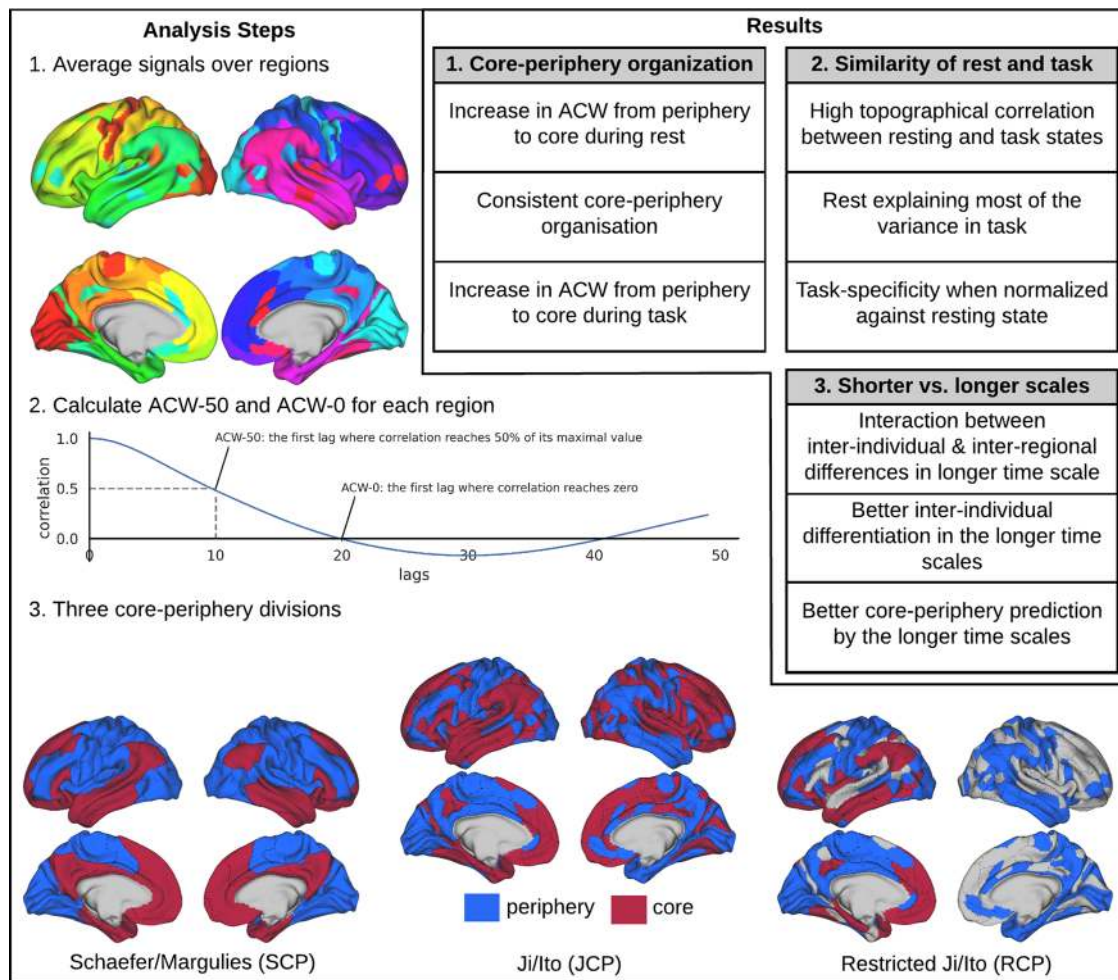 Analysis Steps
1. Average signals over regions
2. Calculate ACW-50 and ACW-0 for each region
1.0
0.5
0.0
correlation
ACW-50: the first lag where correlation reaches 50% of its maximal value
ACW-0: the first lag where correlation reaches zero
0
10
20
30
40
50
lags
3. Three core-periphery divisions
Schaefer/Margulies (SCP)
Ji/Ito (JCP)
Restricted Ji/Ito (RCP)
periphery
core
Results
1. Core-periphery organization
Increase in ACW from periphery
to core during rest
Consistent core-periphery
organisation
Increase in ACW from periphery
to core during task
2. Similarity of rest and task
High topographical correlation
between resting and task states
Rest explaining most of the
variance in task
Task-specificity when normalized
against resting state
3. Shorter vs. longer scales
Interaction between
inter-individual & inter-regional
differences in longer time scale
Better inter-individual
differentiation in the longer time
scales
Better core-periphery prediction
by the longer time scales